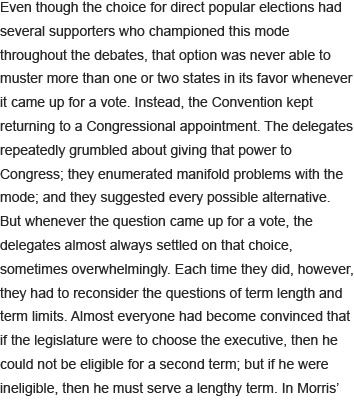 Even though the choice for direct popular elections had
several supporters who championed this mode
throughout the debates, that option was never able to
muster more than one or two states in its favor whenever
it came up for a vote. Instead, the Convention kept
returning to a Congressional appointment. The delegates
repeatedly grumbled about giving that power to
Congress; they enumerated manifold problems with the
mode; and they suggested every possible alternative.
But whenever the question came up for a vote, the
delegates almost always settled on that choice,
sometimes overwhelmingly. Each time they did, however,
they had to reconsider the questions of term length and
term limits. Almost everyone had become convinced that
if the legislature were to choose the executive, then he
could not be eligible for a second term; but if he were
ineligible, then he must serve a lengthy term. In Morris’